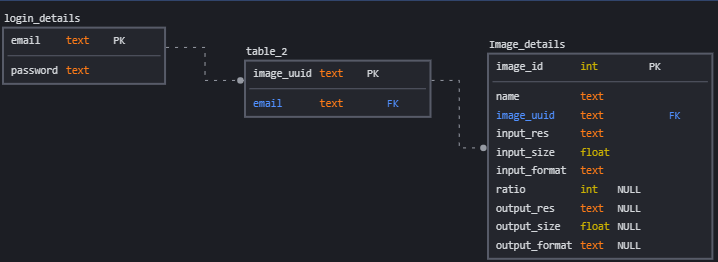 login_details
email text PK
password text
table_2
image_uuid text PK
email text FK
Image_details
image_id int PK
name text
image_uuid text FK
input_res text
input_size float
input_format text
ratio int NULL
output_res text NULL
output_size float NULL
output_format text NULL